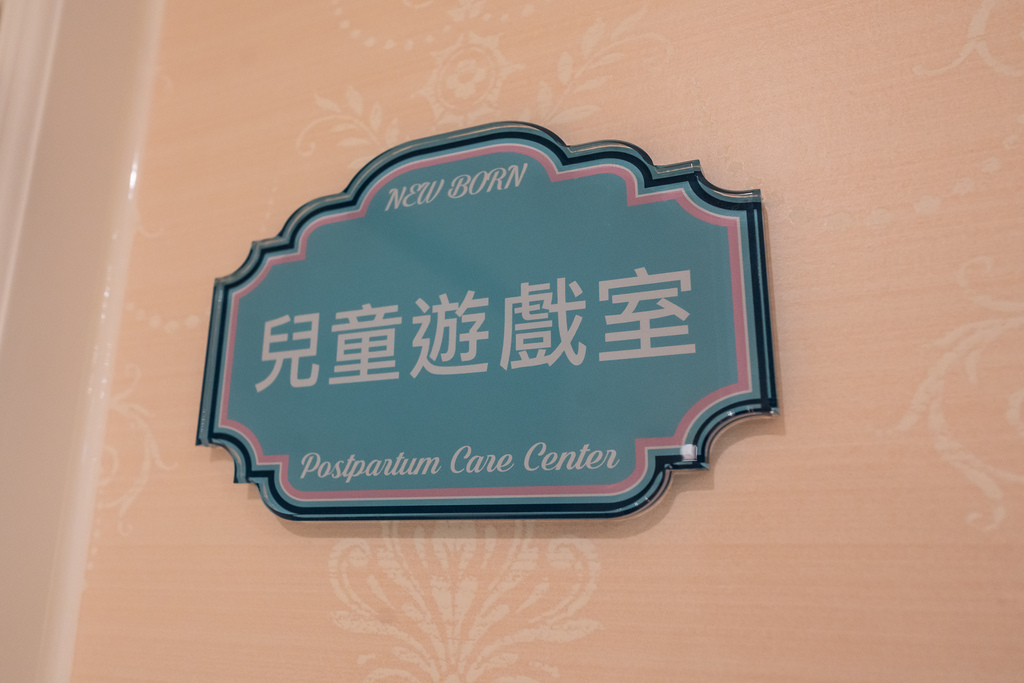 NEW BORN
兒童遊戲室
Postpartum Care Center